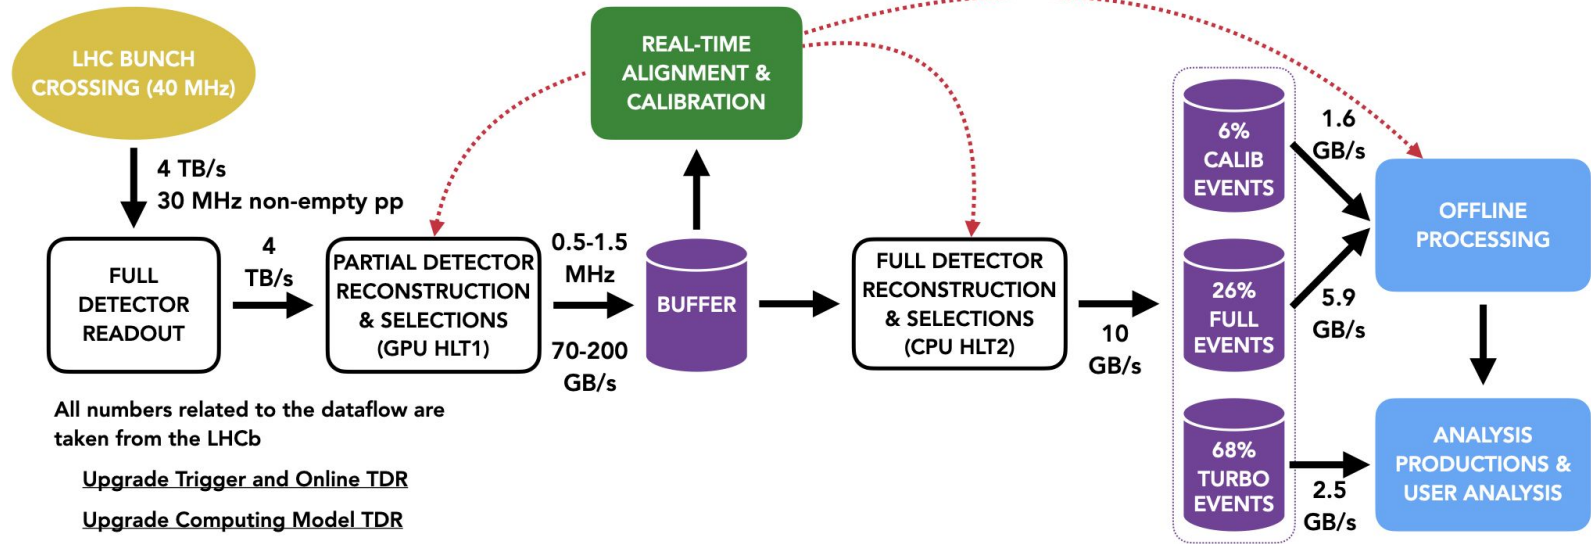 LHC BUNCH
CROSSING (40 MHz)
4 TB/s
30 MHz non-empty pp
FULL
DETECTOR
READOUT
4
TB/s
PARTIAL DETECTOR
RECONSTRUCTION
& SELECTIONS
(GPU HLT1)
0.5-1.5
MHz
70-200
GB/s
REAL-TIME
ALIGNMENT &
CALIBRATION
BUFFER
FULL DETECTOR
RECONSTRUCTION
& SELECTIONS
(CPU HLT2)
10
GB/s
6%
CALIB
EVENTS
1.6
GB/s
26%
FULL
EVENTS
5.9
GB/s
68%
TURBO
EVENTS
2.5
GB/s
OFFLINE
PROCESSING
ANALYSIS
PRODUCTIONS &
USER ANALYSIS
All numbers related to the dataflow are
taken from the LHCb
Upgrade Trigger and Online TDR
Upgrade Computing Model TDR